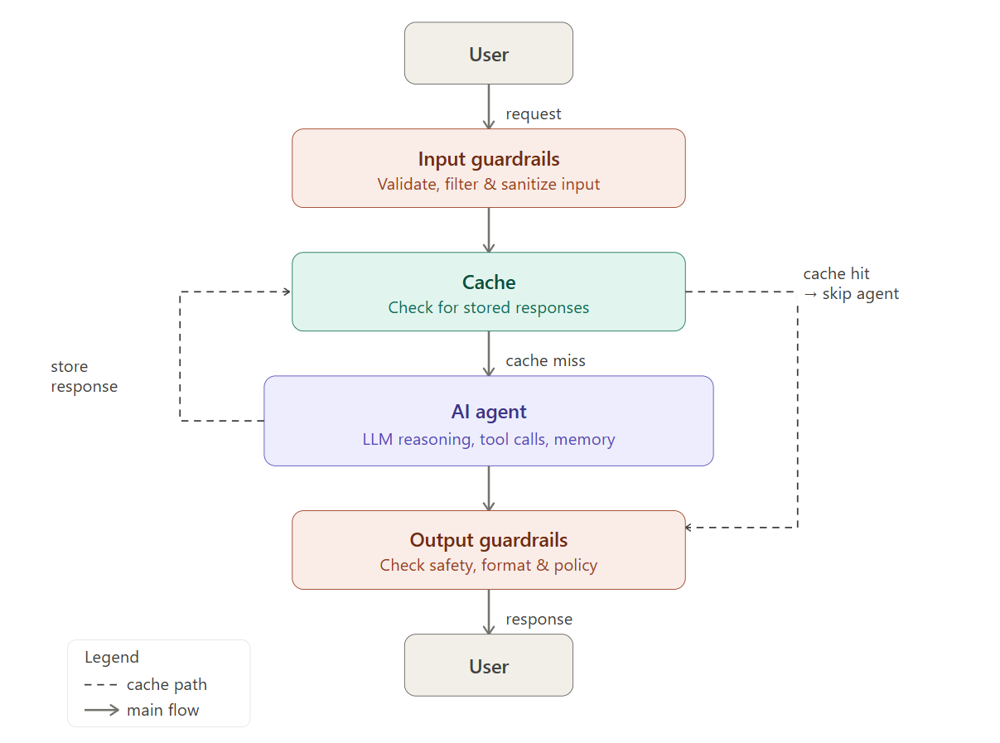 User
request
Input guardrails
Validate, filter & sanitize input
Cache
Check for stored responses
cache hit
→ skip agent
cache miss
store
response
AI agent
LLM reasoning, tool calls, memory
Output guardrails
Check safety, format & policy
response
User
Legend
cache path
main flow